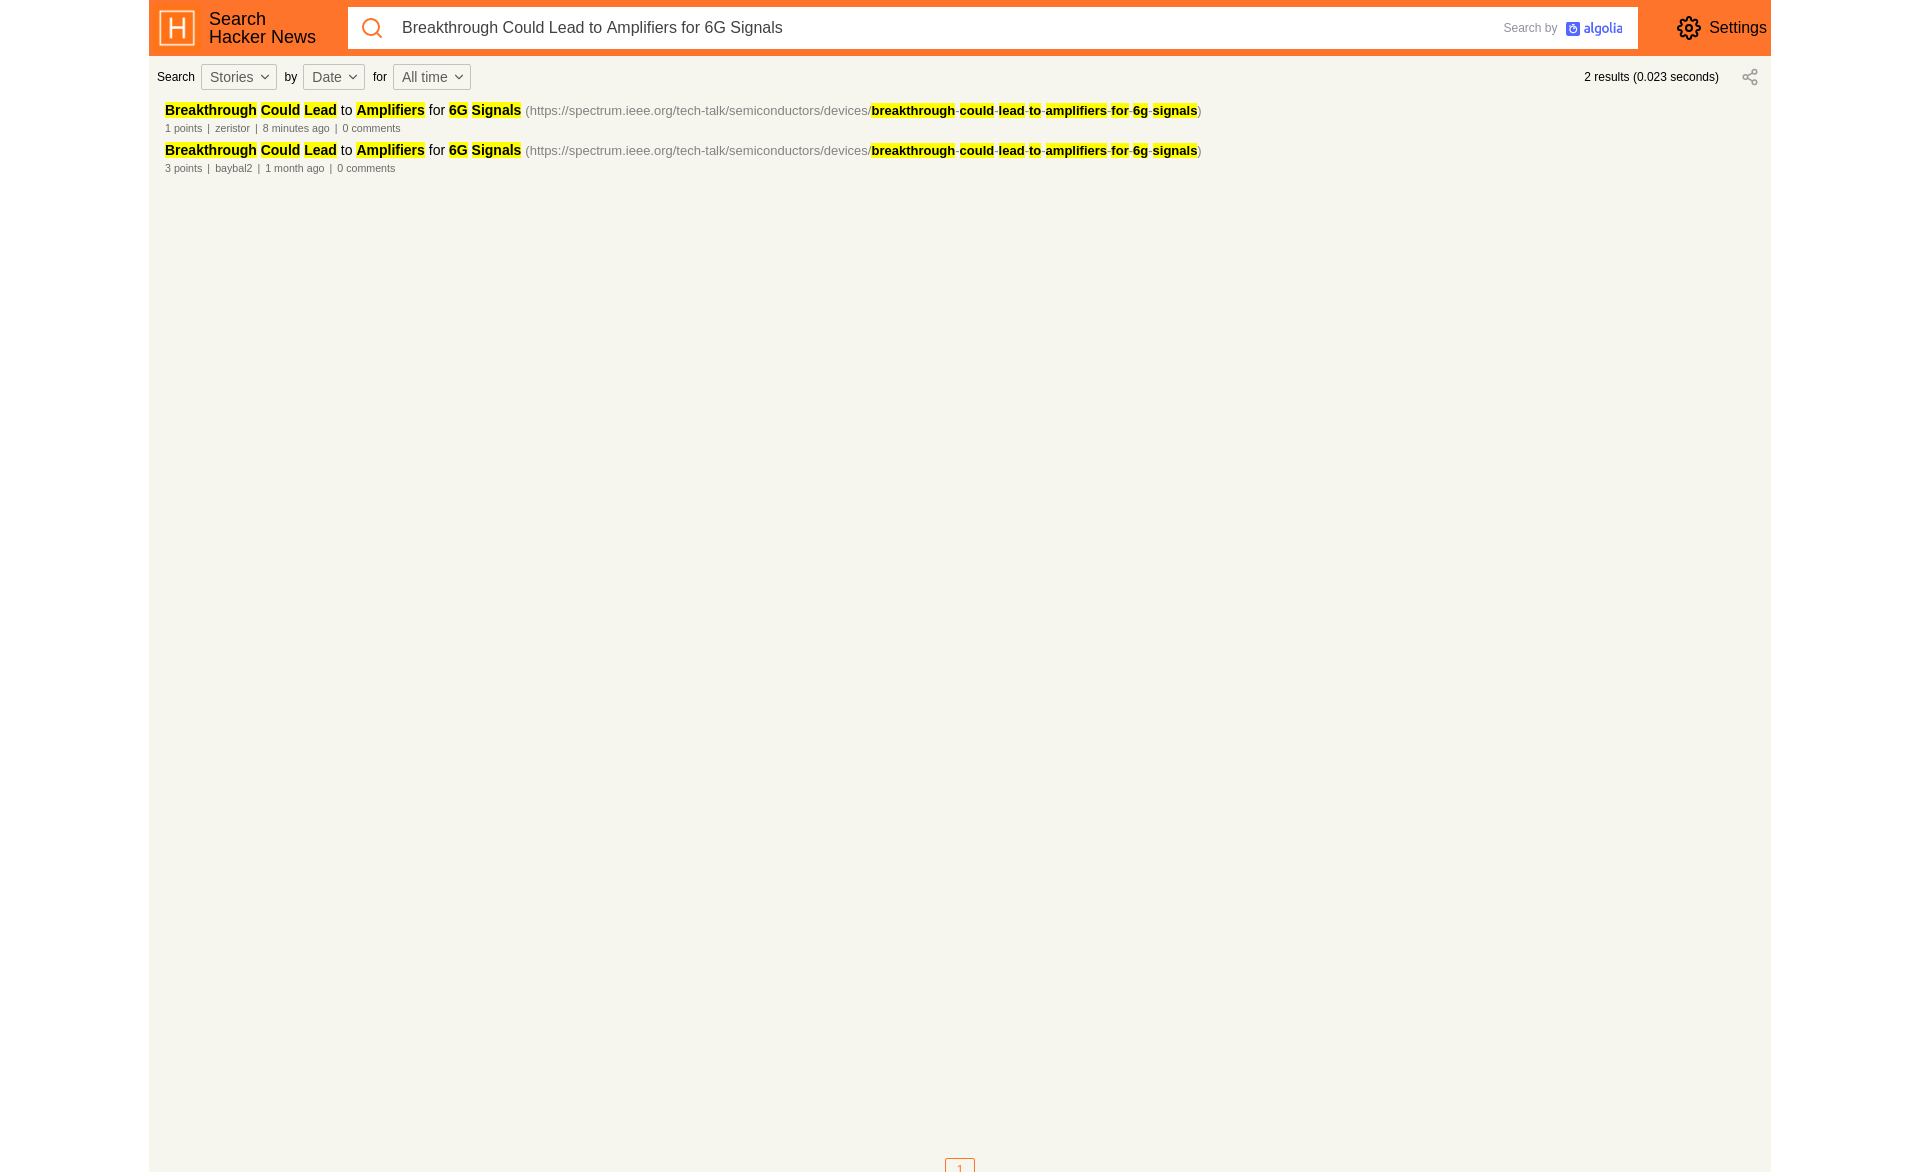 H
Search
Hacker News
Breakthrough Could Lead to Amplifiers for 6G Signals
Search by algolia
Settings
Search Stories by Date for All time
2 results (0.023 seconds)
Breakthrough Could Lead to Amplifiers for 6G Signals (https://spectrum.ieee.org/tech-talk/semiconductors/devices/breakthrough-could-lead-to-amplifiers-for-6g-signals)
1 points | zeristor | 8 minutes ago | 0 comments
Breakthrough Could Lead to Amplifiers for 6G Signals (https://spectrum.ieee.org/tech-talk/semiconductors/devices/breakthrough-could-lead-to-amplifiers-for-6g-signals)
3 points | baybal2 | 1 month ago | 0 comments
1